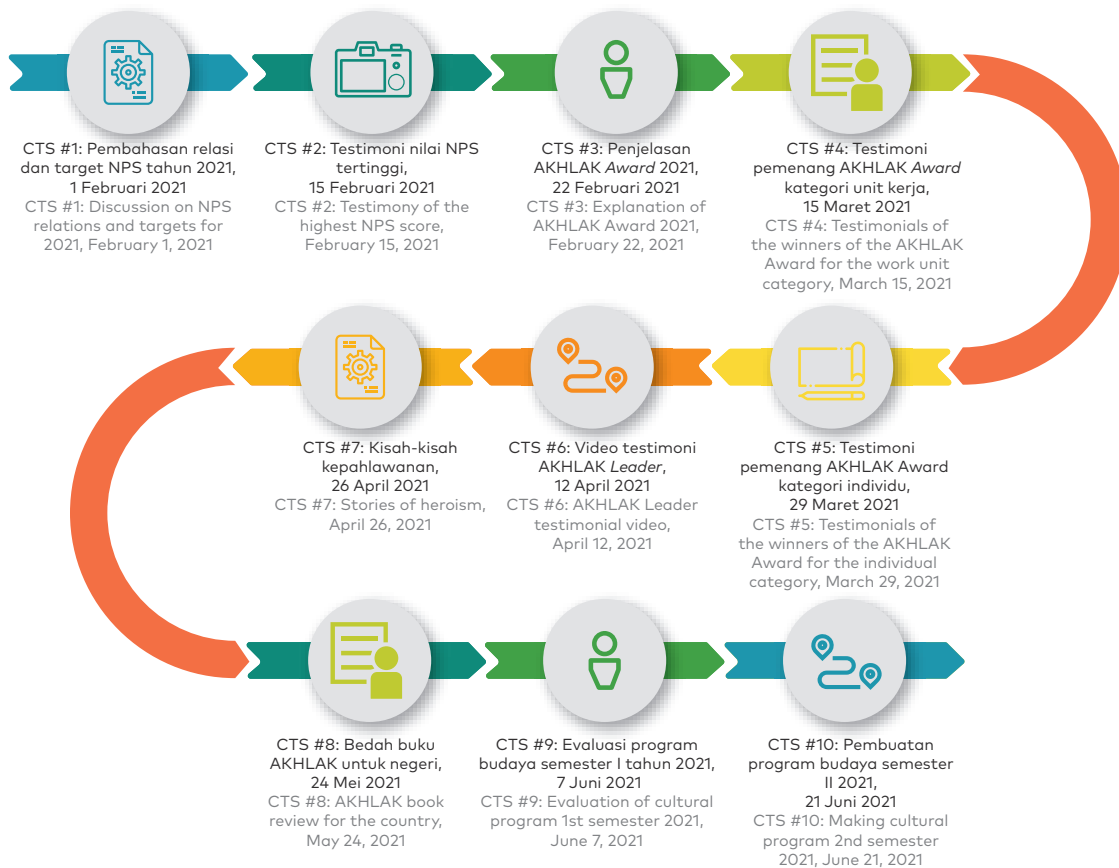 CTS #1: Pembahasan relasi
dan target NPS tahun 2021,
1 Februari 2021
CTS #1: Discussion on NPS
relations and targets for
2021, February 1, 2021
CTS #2: Testimoni nilai NPS
tertinggi,
15 Februari 2021
CTS #2: Testimony of the
highest NPS score,
February 15, 2021
CTS #3: Penjelasan
AKHLAK Award 2021,
22 Februari 2021
CTS #3: Explanation of
AKHLAK Award 2021,
February 22, 2021
CTS #4: Testimoni
pemenang AKHLAK Award
kategori unit kerja,
15 Maret 2021
CTS #4: Testimonials of
the winners of the AKHLAK
Award for the work unit
category, March 15, 2021
CTS #5: Testimoni
pemenang AKHLAK Award
kategori individu,
29 Maret 2021
CTS #5: Testimonials of
the winners of the AKHLAK
Award for the individual
category, March 29, 2021
CTS #6: Video testimoni
AKHLAK Leader,
12 April 2021
CTS #6: AKHLAK Leader
testimonial video,
April 12, 2021
CTS #7: Kisah-kisah
kepahlawanan,
26 April 2021
CTS #7: Stories of heroism,
April 26, 2021
CTS #8: Bedah buku
AKHLAK untuk negeri,
24 Mei 2021
CTS #8: AKHLAK book
review for the country,
May 24, 2021
CTS #9: Evaluasi program
budaya semester I tahun 2021,
7 Juni 2021
CTS #9: Evaluation of cultural
program 1st semester 2021,
June 7, 2021
CTS #10: Pembuatan
program budaya semester
II 2021,
21 Juni 2021
CTS #10: Making cultural
program 2nd semester
2021, June 21, 2021